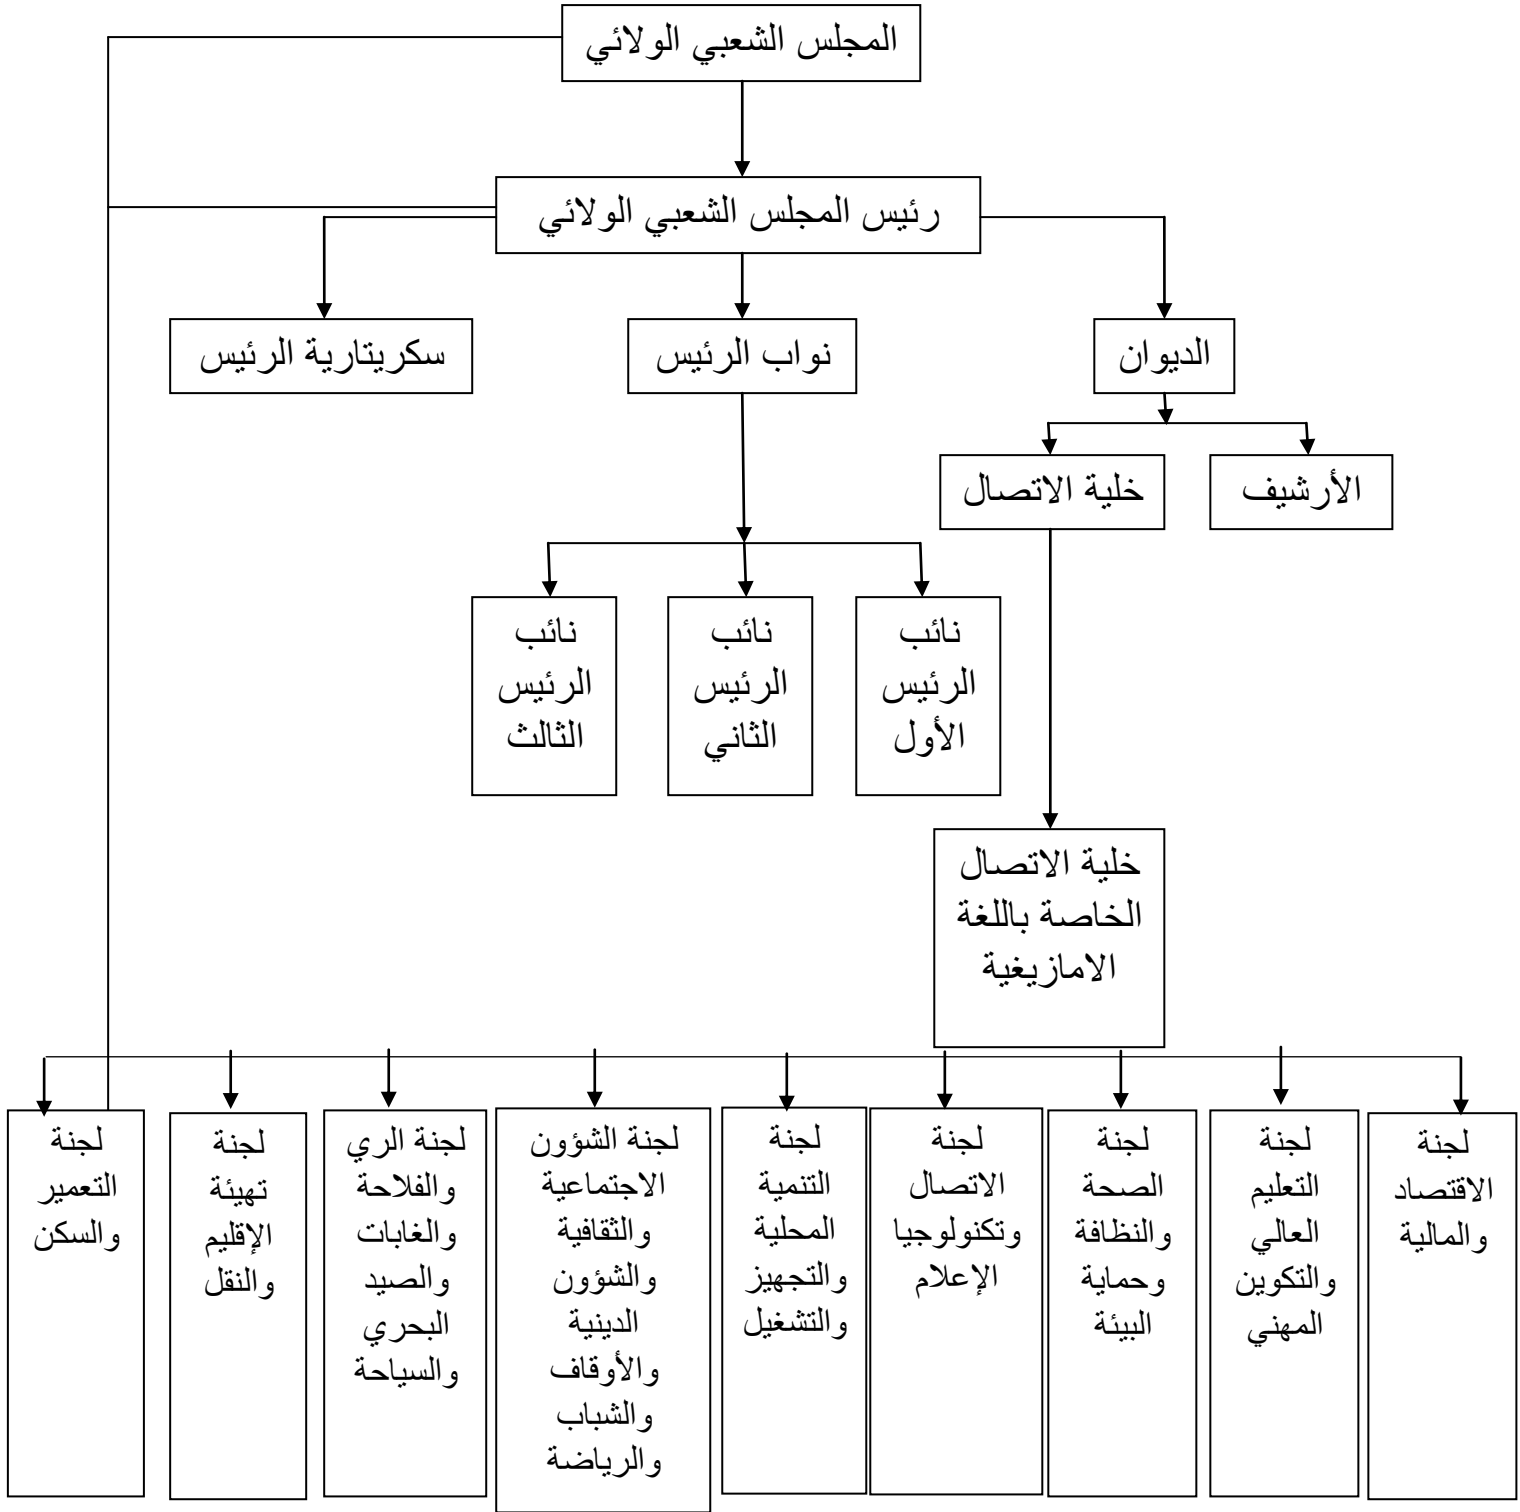 المجلس الشعبي الولائي
رئيس المجلس الشعبي الولائي
الديوان
نواب الرئيس
سكريتارية الرئيس
الأرشيف
خلية الاتصال
نائب
الرئيس
الأول
نائب
الرئيس
الثاني
نائب
الرئيس
الثالث
خلية الاتصال
الخاصة باللغة
الامازيغية
لجنة
الاقتصاد
والمالية
لجنة
التعليم
العالي
والتكوين
المهني
لجنة
الصحة
والنظافة
وحماية
البيئة
لجنة
الاتصال
وتكنولوجيا
الإعلام
لجنة
التنمية
المحلية
والتجهيز
والتشغيل
لجنة الشؤون
الاجتماعية
والثقافية
والشؤون
الدينية
والأوقاف
والشباب
والرياضة
لجنة الري
والفلاحة
والغابات
والصيد
البحري
والسياحة
لجنة
تهيئة
الإقليم
والنقل
لجنة
التعمير
والسكن